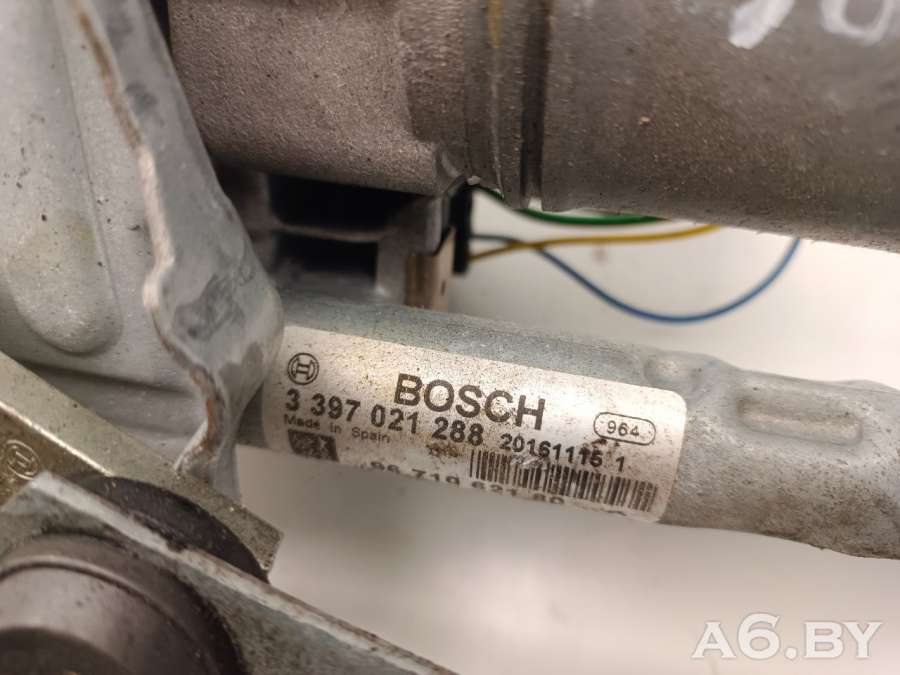 BOSCH
964
3 397 021 288 20161115 1
Made in Spain
A6.BY